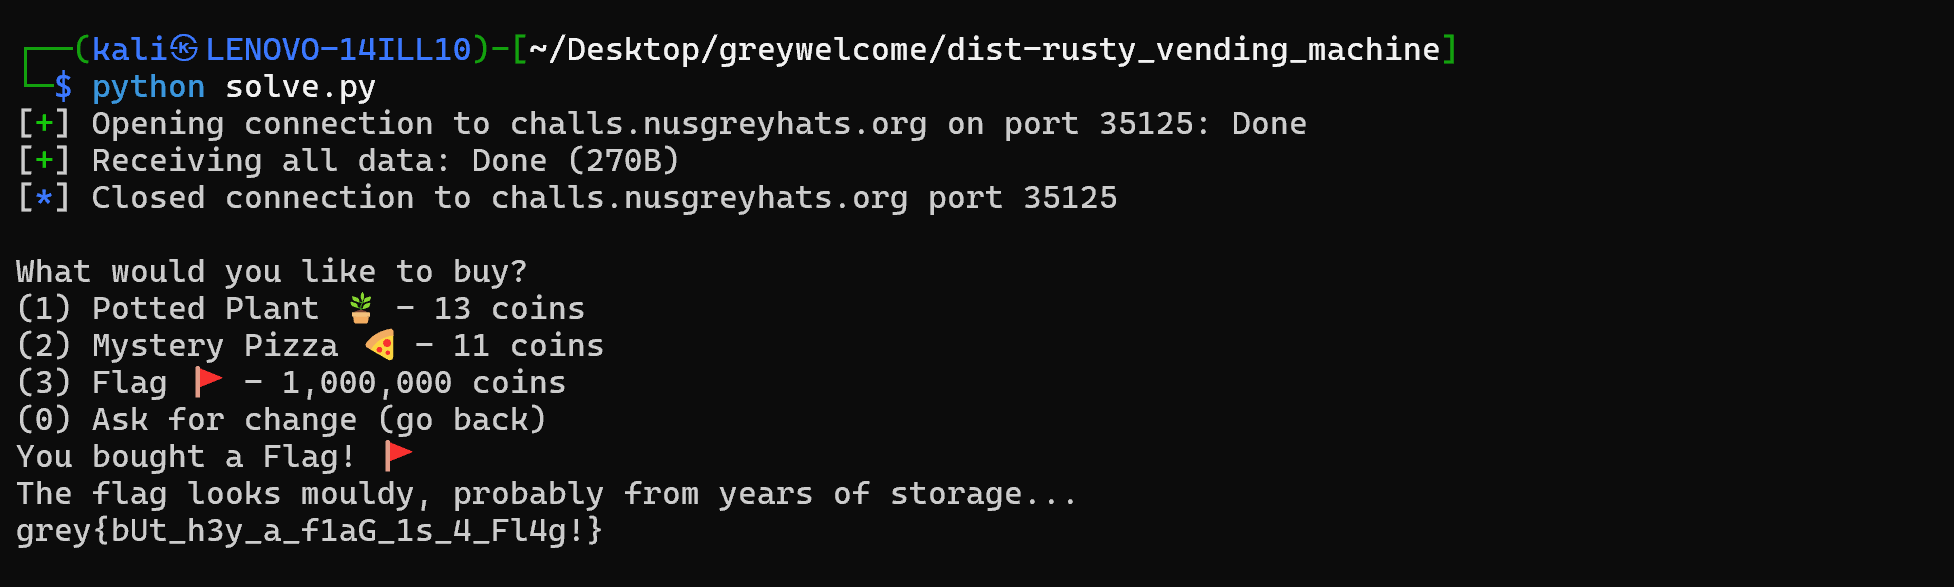 ┌──(kali㉿LENOVO-14ILL10)-[~/Desktop/greywelcome/dist-rusty_vending_machine]
└─$ python solve.py
[+] Opening connection to challs.nusgreyhats.org on port 35125: Done
[+] Receiving all data: Done (270B)
[*] Closed connection to challs.nusgreyhats.org port 35125
What would you like to buy?
(1) Potted Plant 🪴 - 13 coins
(2) Mystery Pizza 🍕 - 11 coins
(3) Flag 🚩 - 1,000,000 coins
(0) Ask for change (go back)
You bought a Flag! 🚩
The flag looks mouldy, probably from years of storage...
grey{bUt_h3y_a_f1aG_1s_4_Fl4g!}